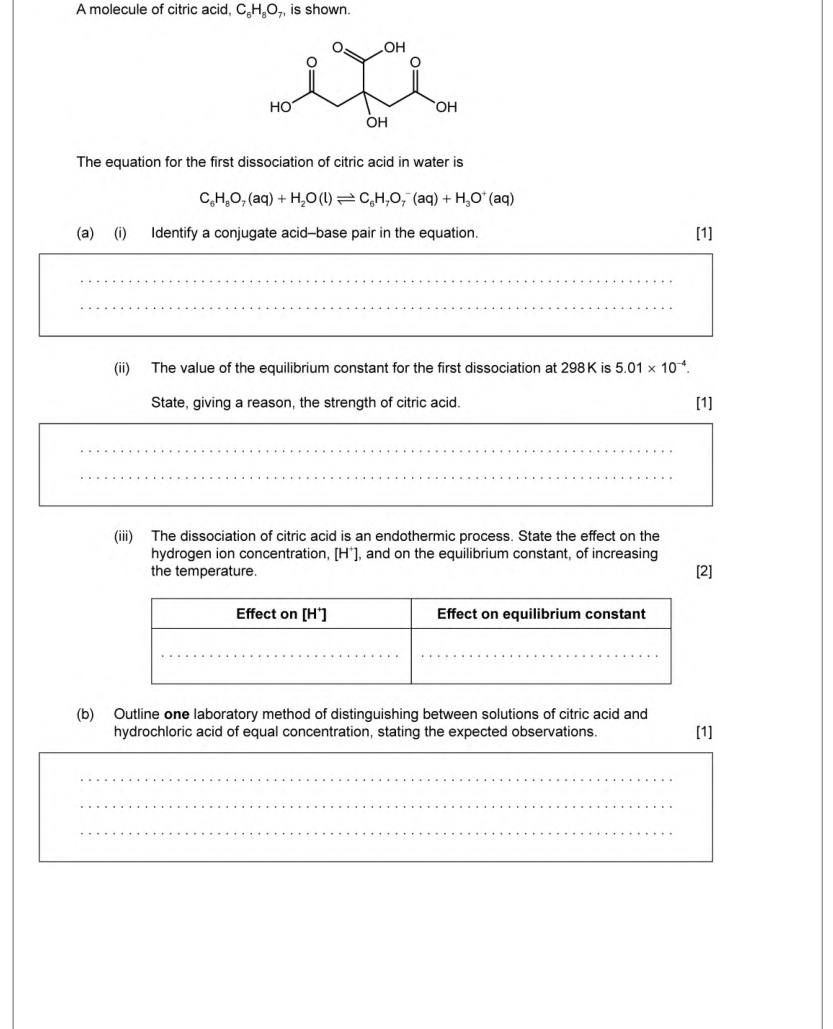 A molecule of citric acid, C₆H₈O₇, is shown.
O OH
O O
HO OH
OH
The equation for the first dissociation of citric acid in water is
C₆H₈O₇(aq) + H₂O(l) ⇌ C₆H₇O₇⁻(aq) + H₃O⁺(aq)
(a) (i) Identify a conjugate acid–base pair in the equation. [1]
(ii) The value of the equilibrium constant for the first dissociation at 298K is 5.01 × 10⁻⁴.
State, giving a reason, the strength of citric acid. [1]
(iii) The dissociation of citric acid is an endothermic process. State the effect on the
hydrogen ion concentration, [H⁺], and on the equilibrium constant, of increasing
the temperature. [2]
Effect on [H⁺] Effect on equilibrium constant
(b) Outline one laboratory method of distinguishing between solutions of citric acid and
hydrochloric acid of equal concentration, stating the expected observations. [1]